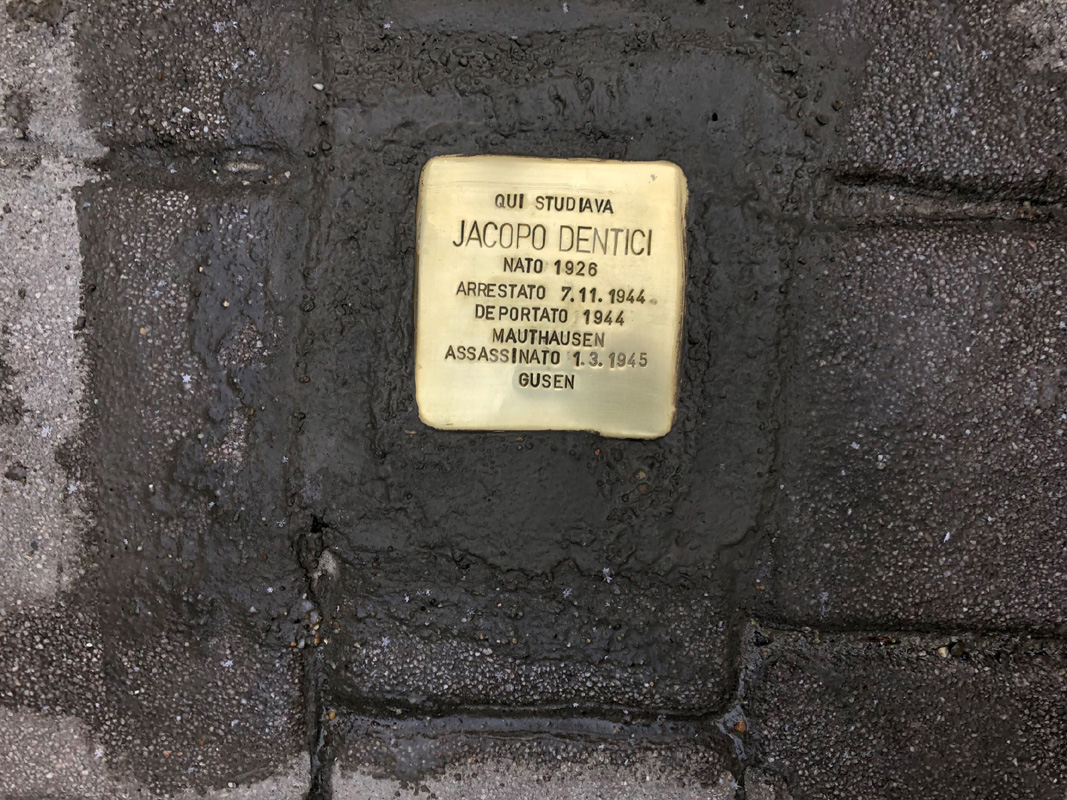 QUI STUDIAVA
JACOPO DENTICI
NATO 1926
ARRESTATO 7.11.1944
DEPORTATO 1944
MAUTHAUSEN
ASSASSINATO 1.3.1945
GUSEN